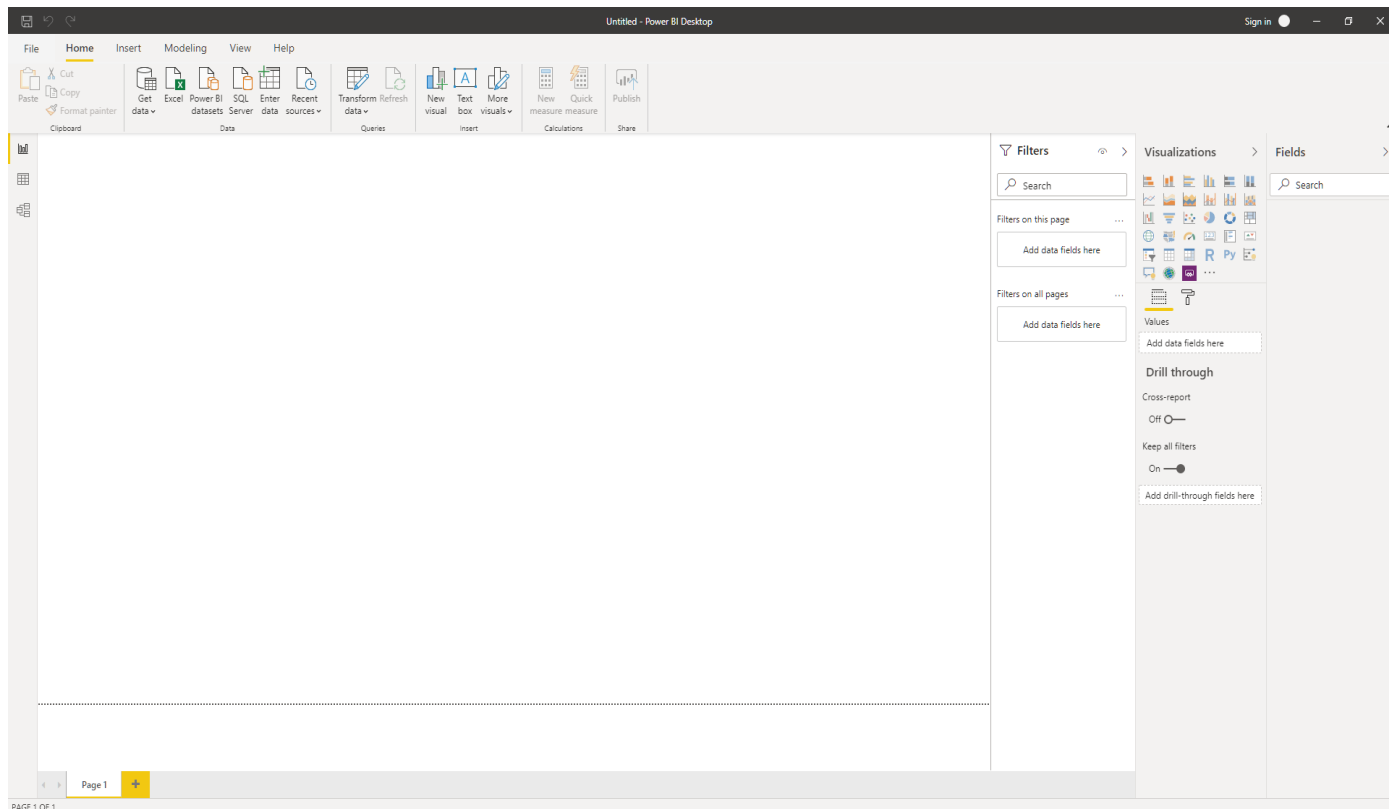 Untitled - Power BI Desktop
Sign in
File Home Insert Modeling View Help
Paste
Cut
Copy
Format painter
Clipboard
Get data
Excel
Power BI datasets
SQL Server
Enter data
Recent sources
Data
Transform data
Refresh
Queries
New visual
A
Text box
More visuals
Insert
New measure
Quick measure
Calculations
Publish
Share
Filters
Search
Filters on this page
Add data fields here
Filters on all pages
Add data fields here
Visualizations
R Py
Values
Add data fields here
Drill through
Cross-report
Off
Keep all filters
On
Add drill-through fields here
Fields
Search
Page 1
PAGE 1 OF 1